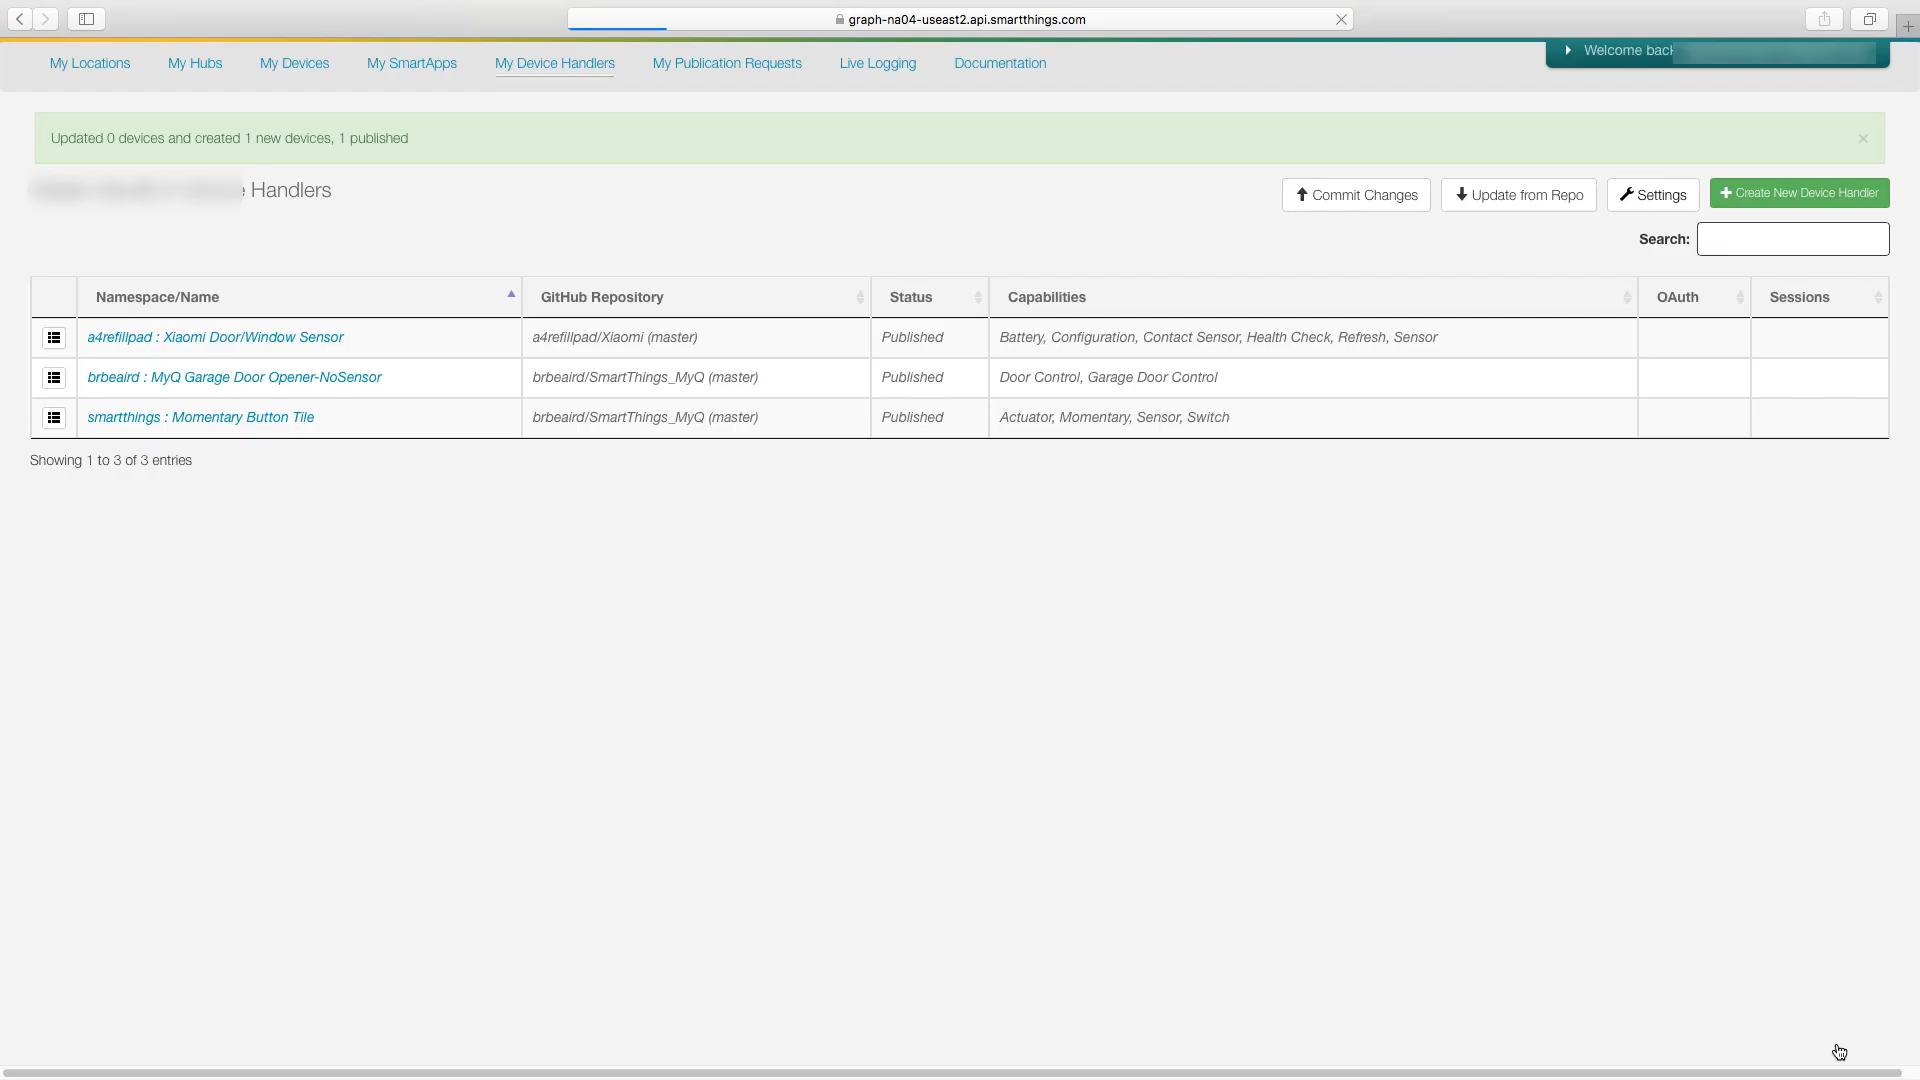 graph-na04-useast2.api.smartthings.com
My Locations My Hubs My Devices My SmartApps My Device Handlers My Publication Requests Live Logging Documentation
Welcome back
Updated 0 devices and created 1 new devices, 1 published
Handlers
Commit Changes Update from Repo Settings Create New Device Handler
Search:
Namespace/Name GitHub Repository Status Capabilities OAuth Sessions
a4refillpad : Xiaomi Door/Window Sensor a4refillpad/Xiaomi (master) Published Battery, Configuration, Contact Sensor, Health Check, Refresh, Sensor
brbeaird : MyQ Garage Door Opener-NoSensor brbeaird/SmartThings_MyQ (master) Published Door Control, Garage Door Control
smartthings : Momentary Button Tile brbeaird/SmartThings_MyQ (master) Published Actuator, Momentary, Sensor, Switch
Showing 1 to 3 of 3 entries